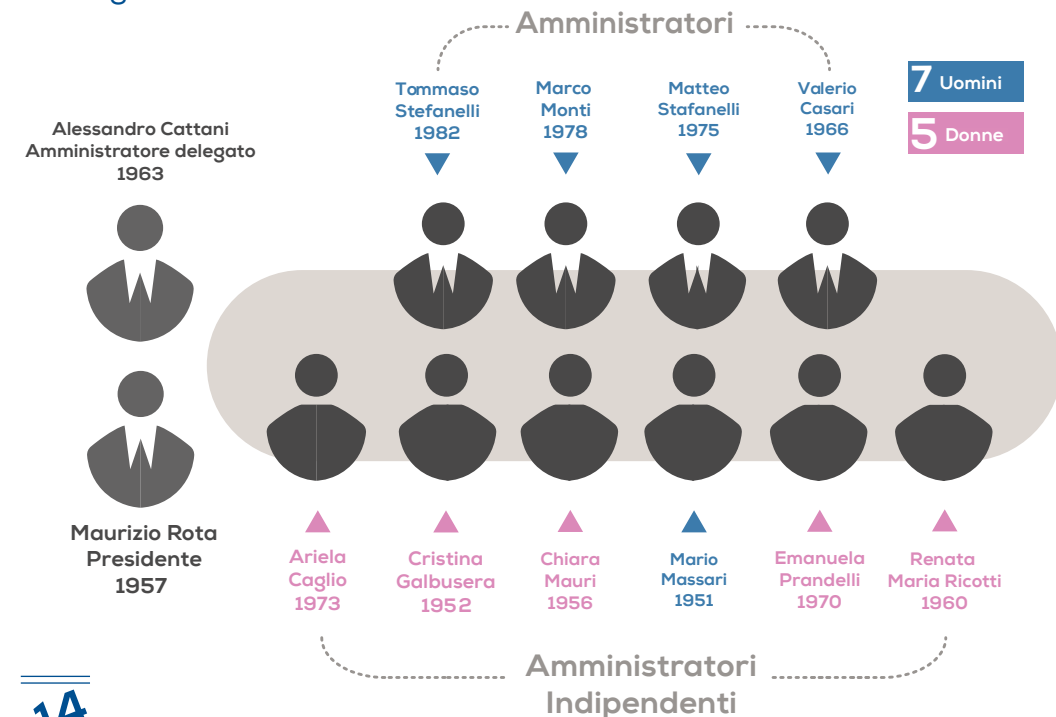 Amministratori
Tommaso
Stefanelli
1982
Marco
Monti
1978
Matteo
Stafanelli
1975
Valerio
Casari
1966
7 Uomini
5 Donne
Alessandro Cattani
Amministratore delegato
1963
Maurizio Rota
Presidente
1957
Ariela
Caglio
1973
Cristina
Galbusera
1952
Chiara
Mauri
1956
Mario
Massari
1951
Emanuela
Prandelli
1970
Renata
Maria Ricotti
1960
Amministratori
Indipendenti
14